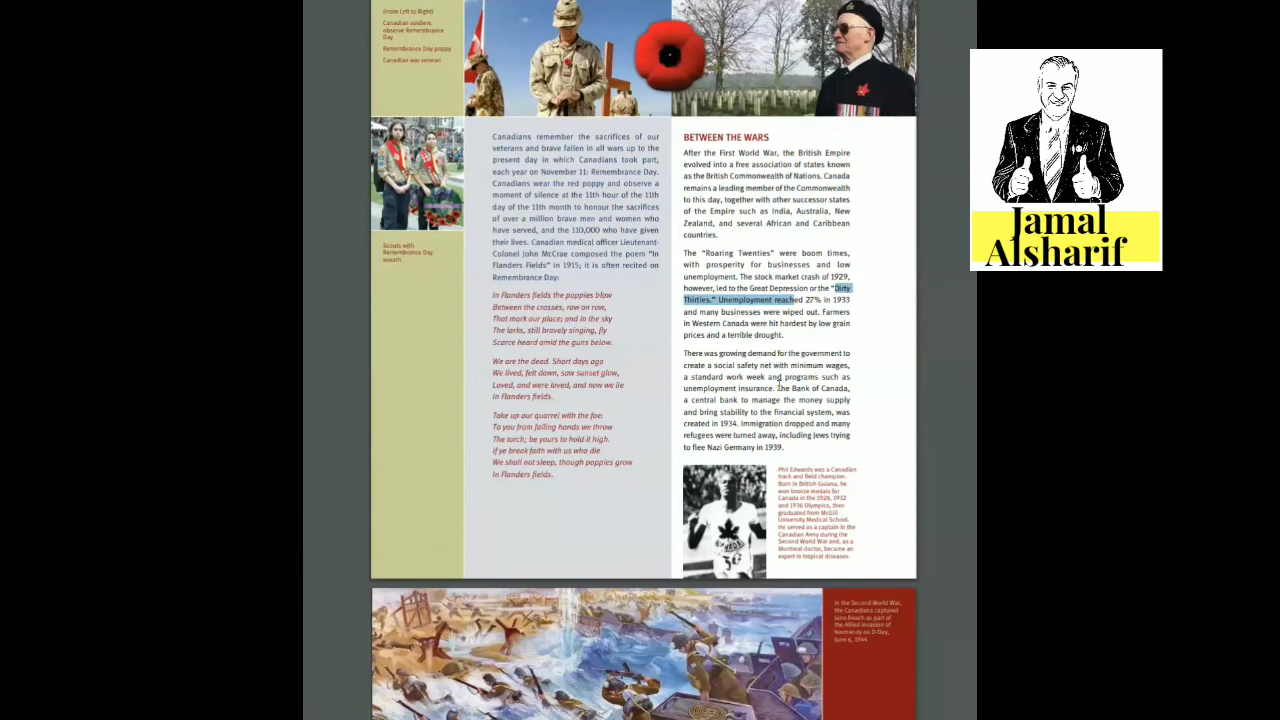 (From Left to Right)
Canadian soldiers
observe Remembrance
Day
Remembrance Day poppy
Canadian war veteran
Scouts with
Remembrance Day
wreath
Canadians remember the sacrifices of our
veterans and brave fallen in all wars up to the
present day in which Canadians took part,
each year on November 11: Remembrance Day.
Canadians wear the red poppy and observe a
moment of silence at the 11th hour of the 11th
day of the 11th month to honour the sacrifices
of over a million brave men and women who
have served, and the 110,000 who have given
their lives. Canadian medical officer Lieutenant-
Colonel John McCrae composed the poem "In
Flanders Fields" in 1915; it is often recited on
Remembrance Day:
In Flanders fields the poppies blow
Between the crosses, row on row,
That mark our place; and in the sky
The larks, still bravely singing, fly
Scarce heard amid the guns below.
We are the dead. Short days ago
We lived, felt dawn, saw sunset glow,
Loved, and were loved, and now we lie
In Flanders fields.
Take up our quarrel with the foe:
To you from failing hands we throw
The torch; be yours to hold it high.
If ye break faith with us who die
We shall not sleep, though poppies grow
In Flanders fields.
BETWEEN THE WARS
After the First World War, the British Empire
evolved into a free association of states known
as the British Commonwealth of Nations. Canada
remains a leading member of the Commonwealth
to this day, together with other successor states
of the Empire such as India, Australia, New
Zealand, and several African and Caribbean
countries.
The "Roaring Twenties" were boom times,
with prosperity for businesses and low
unemployment. The stock market crash of 1929,
however, led to the Great Depression or the "Dirty
Thirties." Unemployment reached 27% in 1933
and many businesses were wiped out. Farmers
in Western Canada were hit hardest by low grain
prices and a terrible drought.
There was growing demand for the government to
create a social safety net with minimum wages,
a standard work week and programs such as
unemployment insurance. The Bank of Canada,
a central bank to manage the money supply
and bring stability to the financial system, was
created in 1934. Immigration dropped and many
refugees were turned away, including Jews trying
to flee Nazi Germany in 1939.
Phil Edwards was a Canadian
track and field champion.
Born in British Guiana, he
won bronze medals for
Canada in the 1928, 1932
and 1936 Olympics, then
graduated from McGill
University Medical School.
He served as a captain in the
Canadian Army during the
Second World War and, as a
Montreal doctor, became an
expert in tropical diseases.
In the Second World War,
the Canadians captured
Juno Beach as part of
the Allied invasion of
Normandy on D-Day,
June 6, 1944
Jamal
Alsharif